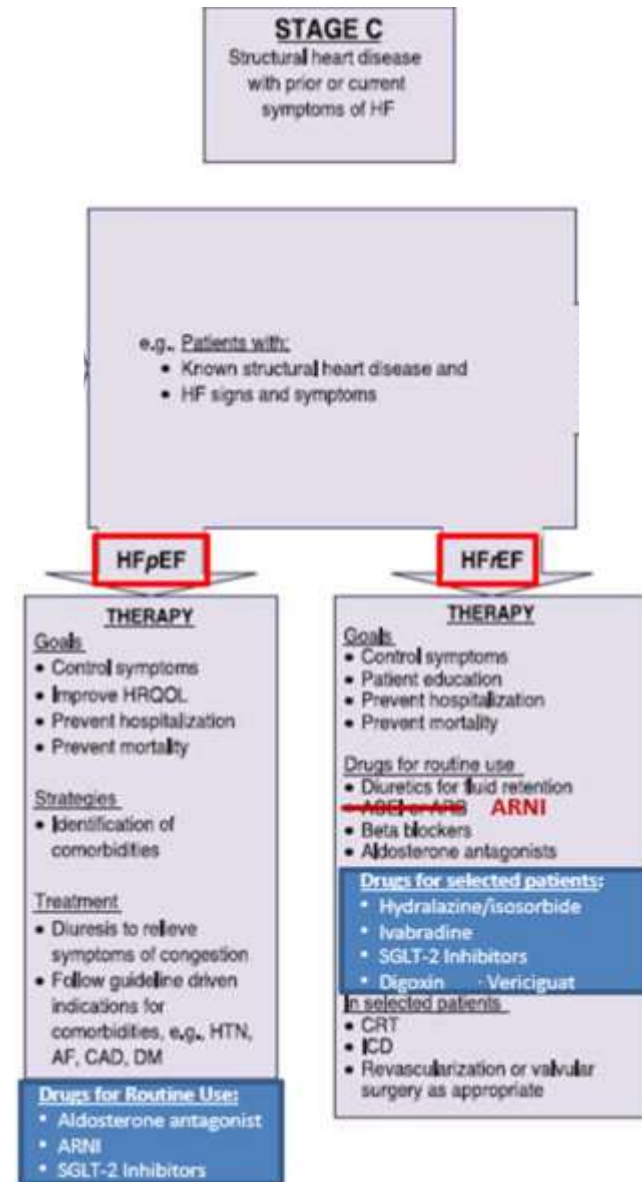 STAGE C
Structural heart disease
with prior or current
symptoms of HF
e.g., Patients with:
• Known structural heart disease and
• HF signs and symptoms
HFpEF
THERAPY
Goals
• Control symptoms
• Improve HRQOL
• Prevent hospitalization
• Prevent mortality
Strategies
• Identification of
comorbidities
Treatment
• Diuresis to relieve
symptoms of congestion
• Follow guideline driven
indications for
comorbidities, e.g., HTN,
AF, CAD, DM
Drugs for Routine Use:
• Aldosterone antagonist
• ARNI
• SGLT-2 Inhibitors
HFrEF
THERAPY
Goals
• Control symptoms
• Patient education
• Prevent hospitalization
• Prevent mortality
Drugs for routine use
• Diuretics for fluid retention
• ACEI or ARB ARNI
• Beta blockers
• Aldosterone antagonists
Drugs for selected patients:
• Hydralazine/isosorbide
• Ivabradine
• SGLT-2 Inhibitors
• Digoxin · Vericiguat
In selected patients
• CRT
• ICD
• Revascularization or valvular
surgery as appropriate